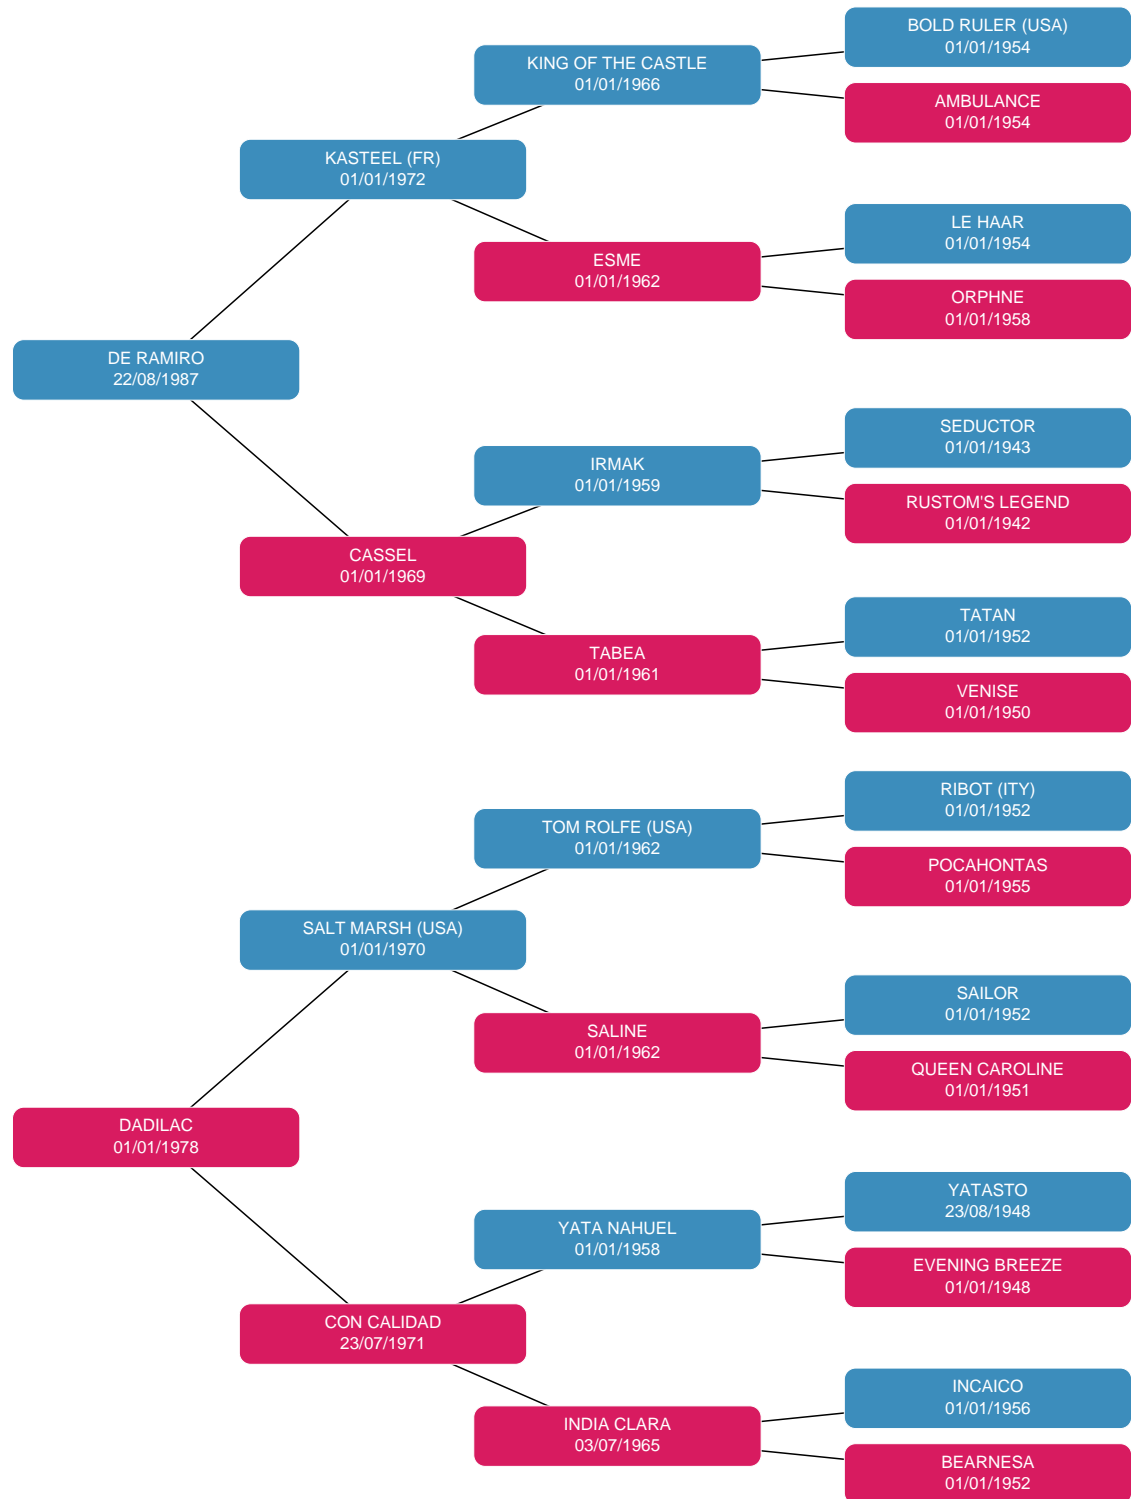 BOLD RULER (USA)
01/01/1954
KING OF THE CASTLE
01/01/1966
AMBULANCE
01/01/1954
KASTEEL (FR)
01/01/1972
LE HAAR
01/01/1954
ESME
01/01/1962
ORPHNE
01/01/1958
DE RAMIRO
22/08/1987
SEDUCTOR
01/01/1943
IRMAK
01/01/1959
RUSTOM'S LEGEND
01/01/1942
CASSEL
01/01/1969
TATAN
01/01/1952
TABEA
01/01/1961
VENISE
01/01/1950
RIBOT (ITY)
01/01/1952
TOM ROLFE (USA)
01/01/1962
POCAHONTAS
01/01/1955
SALT MARSH (USA)
01/01/1970
SAILOR
01/01/1952
SALINE
01/01/1962
QUEEN CAROLINE
01/01/1951
DADILAC
01/01/1978
YATASTO
23/08/1948
YATA NAHUEL
01/01/1958
EVENING BREEZE
01/01/1948
CON CALIDAD
23/07/1971
INCAICO
01/01/1956
INDIA CLARA
03/07/1965
BEARNESA
01/01/1952